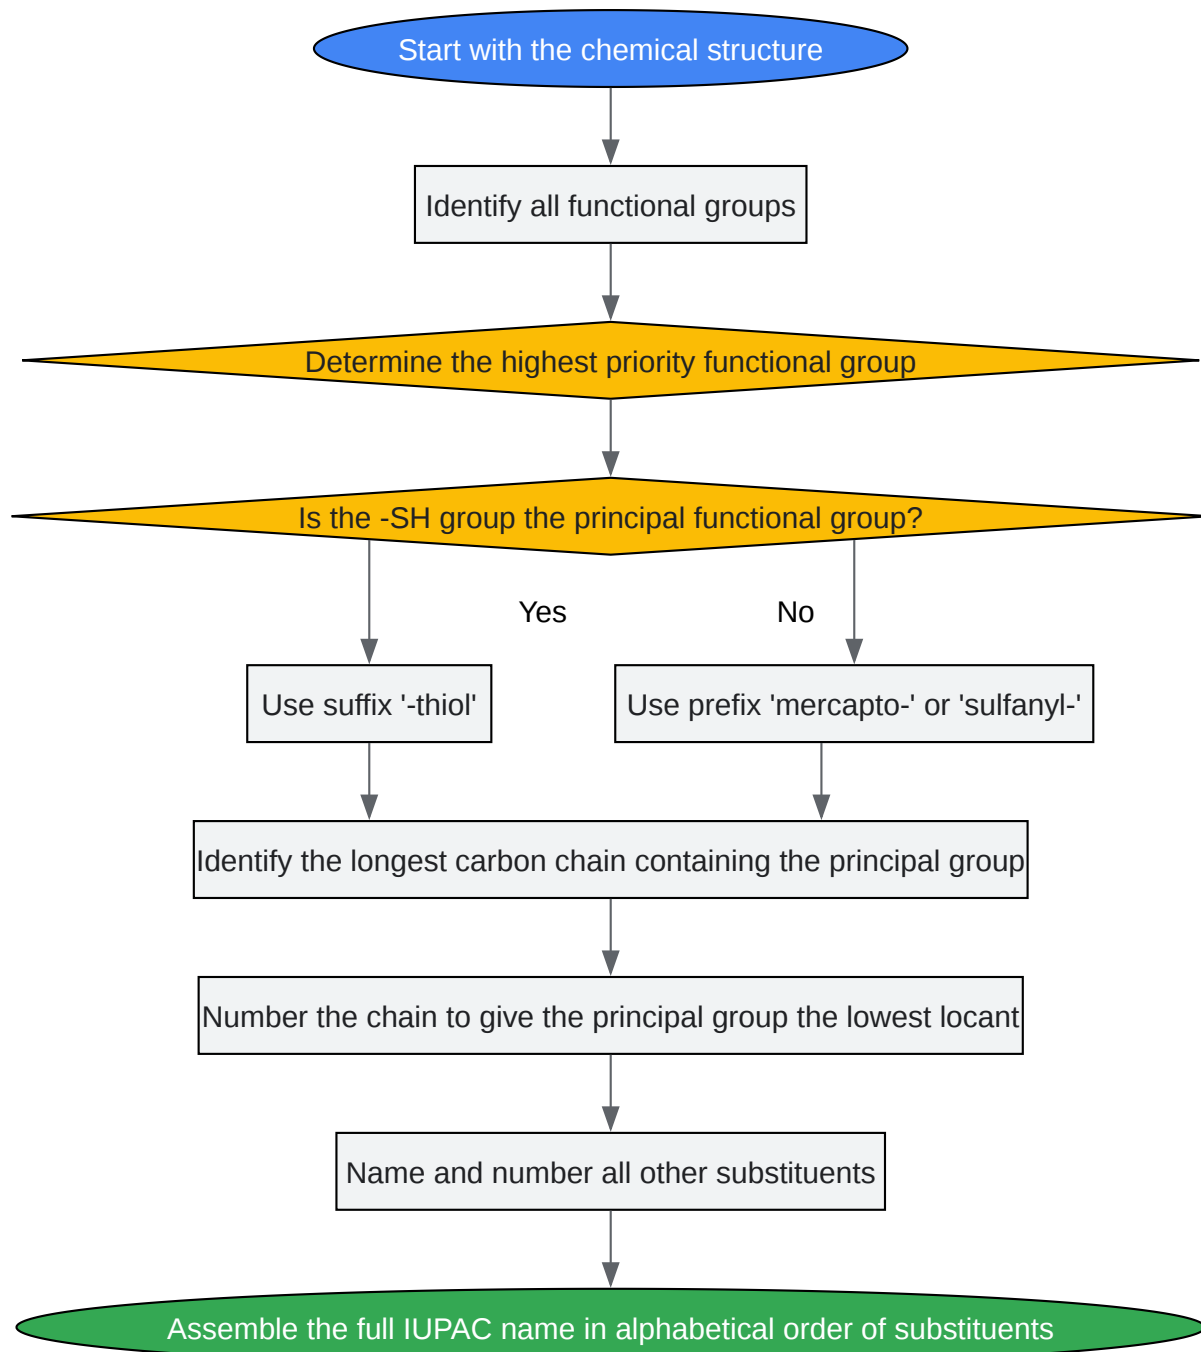 Start with the chemical structure
Identify all functional groups
Determine the highest priority functional group
Is the -SH group the principal functional group?
Yes
No
Use suffix '-thiol'
Use prefix 'mercapto-' or 'sulfanyl-'
Identify the longest carbon chain containing the principal group
Number the chain to give the principal group the lowest locant
Name and number all other substituents
Assemble the full IUPAC name in alphabetical order of substituents